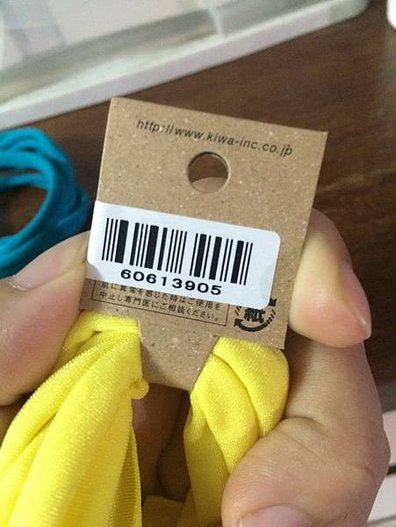 http://www.kiwa-inc.co.jp
60613905
肌に異常を感じた時はご使用を
中止し専門医にご相談ください。
紙